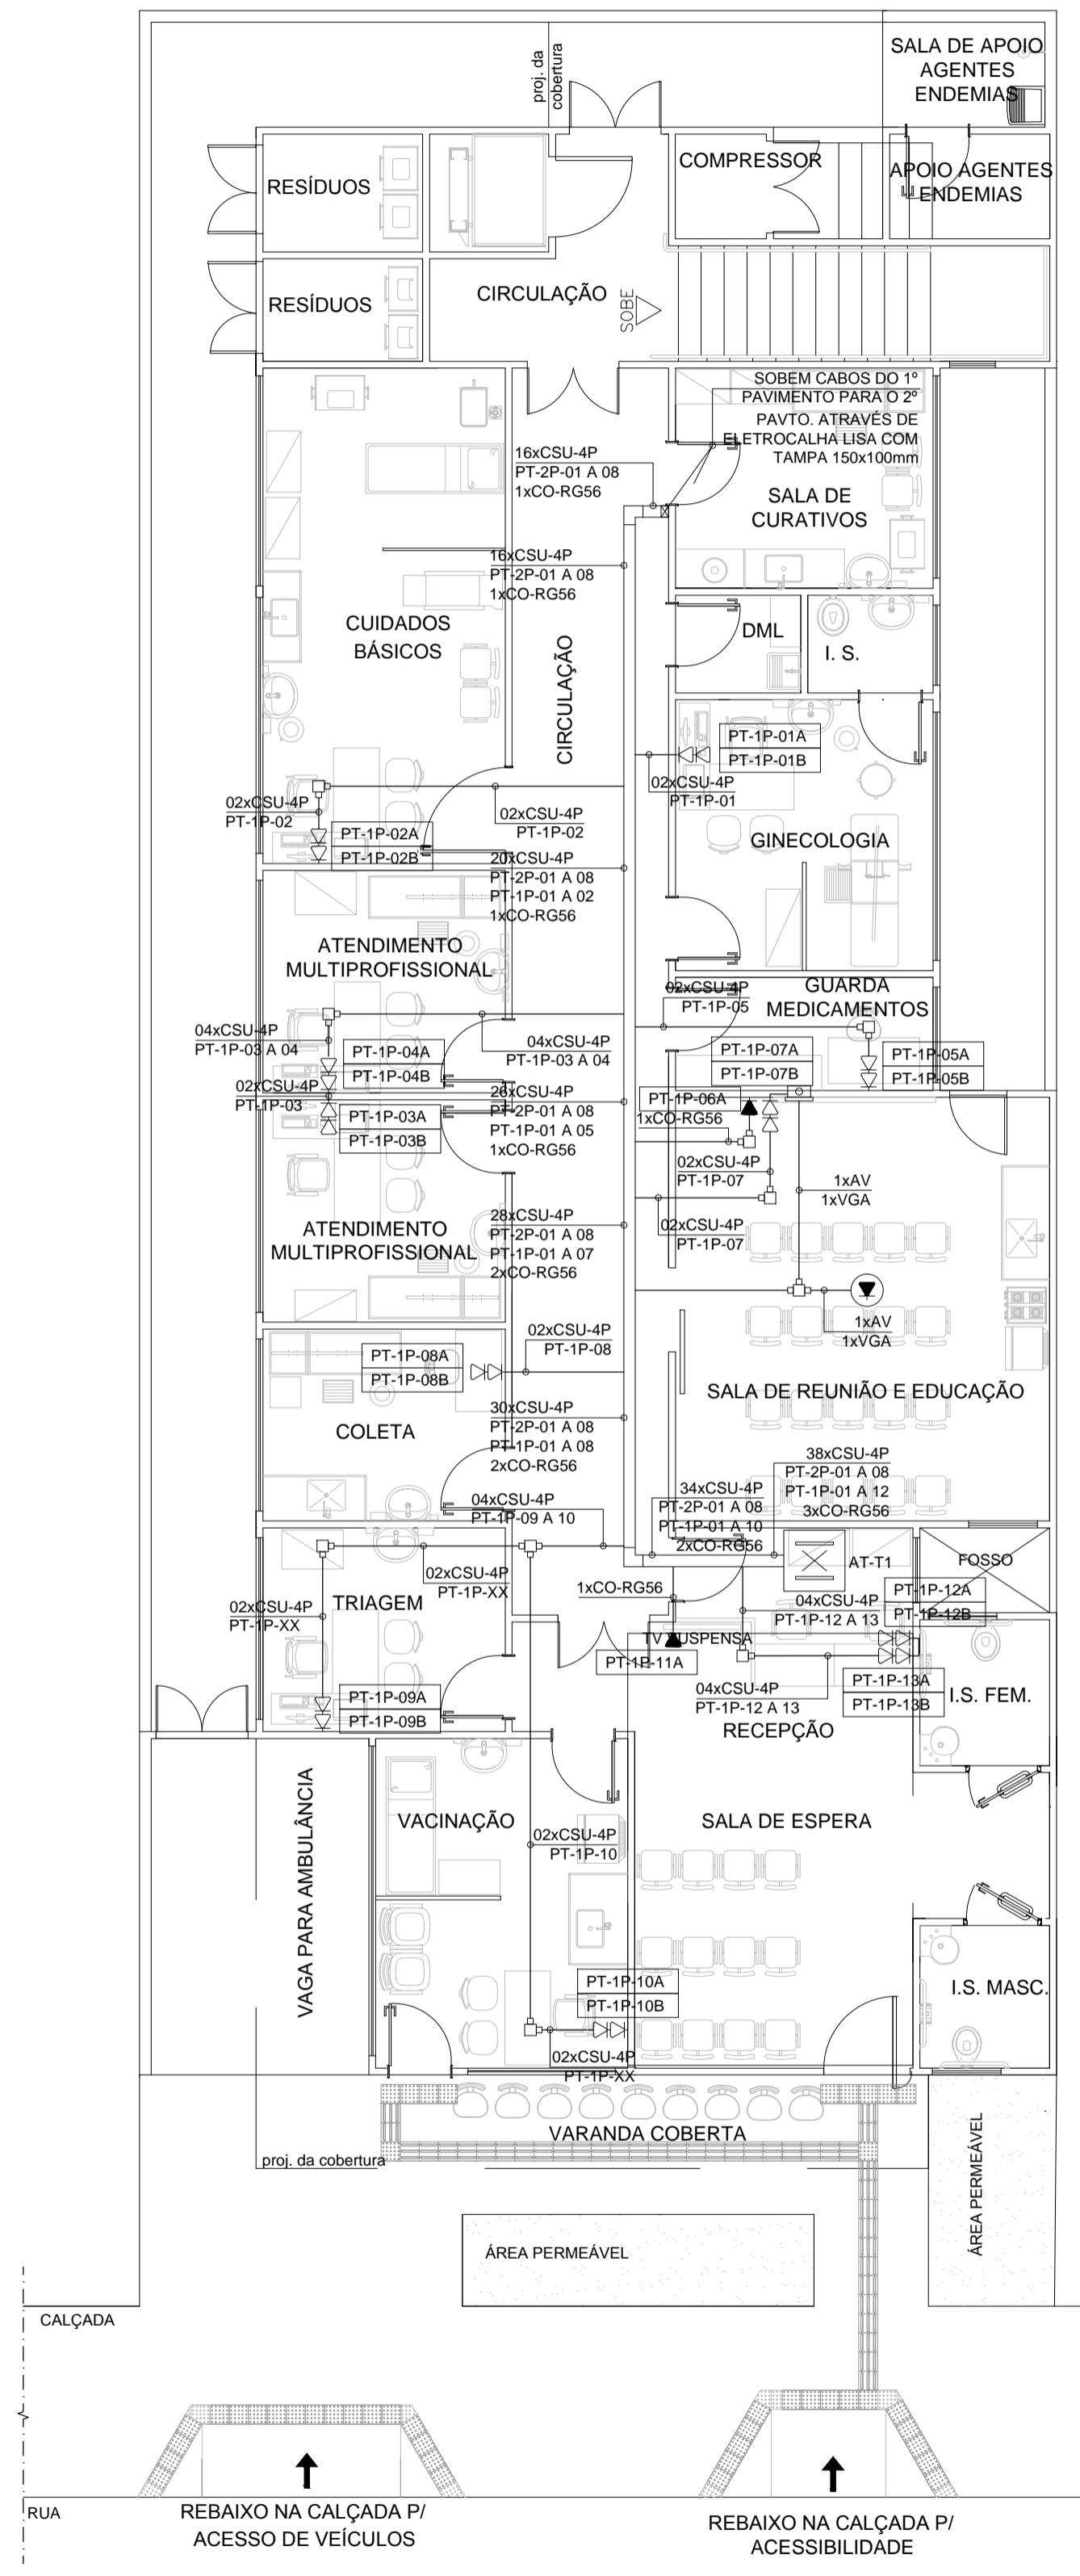 proj. da
cobertura
SALA DE APOIO
AGENTES
ENDEMIAS
RESÍDUOS
COMPRESSOR
APOIO AGENTES
ENDEMIAS
RESÍDUOS
CIRCULAÇÃO
SOBE
SOBEM CABOS DO 1º
PAVIMENTO PARA O 2º
PAVTO. ATRAVÉS DE
ELETROCALHA LISA COM
TAMPA 150x100mm
16xCSU-4P
PT-2P-01 A 08
1xCO-RG56
SALA DE
CURATIVOS
16xCSU-4P
PT-2P-01 A 08
1xCO-RG56
CUIDADOS
BÁSICOS
CIRCULAÇÃO
DML
I. S.
PT-1P-01A
PT-1P-01B
02xCSU-4P
PT-1P-01
02xCSU-4P
PT-1P-02
02xCSU-4P
PT-1P-02
PT-1P-02A
PT-1P-02B
GINECOLOGIA
20xCSU-4P
PT-2P-01 A 08
PT-1P-01 A 02
1xCO-RG56
ATENDIMENTO
MULTIPROFISSIONAL
GUARDA
MEDICAMENTOS
02xCSU-4P
PT-1P-05
04xCSU-4P
PT-1P-03 A 04
04xCSU-4P
PT-1P-03 A 04
PT-1P-04A
PT-1P-04B
PT-1P-07A
PT-1P-07B
PT-1P-05A
PT-1P-05B
02xCSU-4P
PT-1P-03
PT-1P-03A
PT-1P-03B
26xCSU-4P
PT-2P-01 A 08
PT-1P-01 A 05
1xCO-RG56
PT-1P-06A
1xCO-RG56
02xCSU-4P
PT-1P-07
1xAV
1xVGA
02xCSU-4P
PT-1P-07
ATENDIMENTO
MULTIPROFISSIONAL
28xCSU-4P
PT-2P-01 A 08
PT-1P-01 A 07
2xCO-RG56
1xAV
1xVGA
02xCSU-4P
PT-1P-08
PT-1P-08A
PT-1P-08B
SALA DE REUNIÃO E EDUCAÇÃO
COLETA
30xCSU-4P
PT-2P-01 A 08
PT-1P-01 A 08
2xCO-RG56
38xCSU-4P
PT-2P-01 A 08
PT-1P-01 A 12
3xCO-RG56
34xCSU-4P
PT-2P-01 A 08
PT-1P-01 A 10
2xCO-RG56
04xCSU-4P
PT-1P-09 A 10
AT-T1
FOSSO
02xCSU-4P
PT-1P-XX
1xCO-RG56
PT-1P-12A
PT-1P-12B
TRIAGEM
02xCSU-4P
PT-1P-XX
04xCSU-4P
PT-1P-12 A 13
TV SUSPENSA
PT-1P-11A
PT-1P-13A
PT-1P-13B
04xCSU-4P
PT-1P-12 A 13
PT-1P-09A
PT-1P-09B
I.S. FEM.
RECEPÇÃO
VAGA PARA AMBULÂNCIA
VACINAÇÃO
SALA DE ESPERA
02xCSU-4P
PT-1P-10
PT-1P-10A
PT-1P-10B
I.S. MASC.
02xCSU-4P
PT-1P-XX
VARANDA COBERTA
proj. da cobertura
ÁREA PERMEÁVEL
ÁREA PERMEÁVEL
CALÇADA
RUA
REBAIXO NA CALÇADA P/
ACESSO DE VEÍCULOS
REBAIXO NA CALÇADA P/
ACESSIBILIDADE